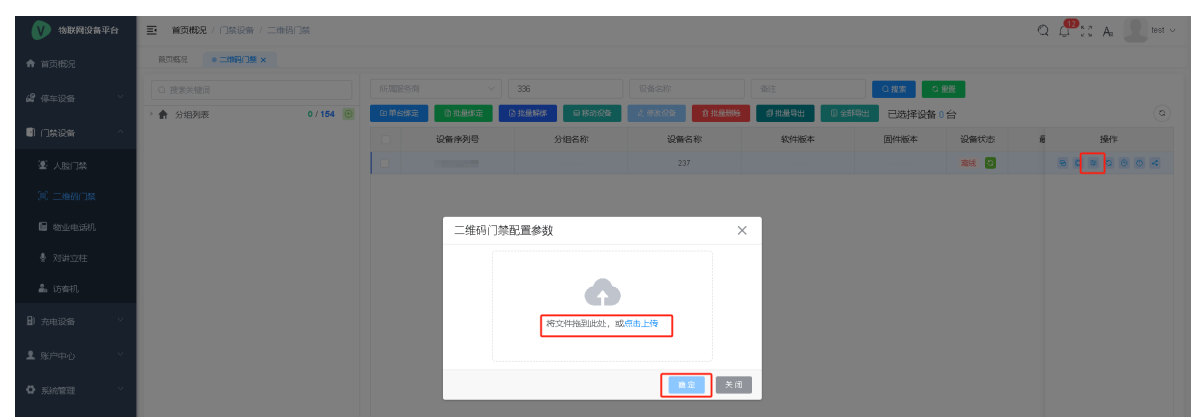 物联网设备平台
首页概况 / 门禁设备 / 二维码门禁
12
test
首页概况
二维码门禁 ×
首页概况
停车设备
门禁设备
人脸门禁
二维码门禁
物业电话机
对讲立柱
访客机
充电设备
账户中心
系统管理
搜索关键词
分组列表 0 / 154
所属服务商 336 设备名称 备注 搜索 重置
单台绑定 批量绑定 批量解绑 移动设备 批量删除 批量导出 全部导出 已选择设备 0 台
设备序列号 分组名称 设备名称 软件版本 固件版本 设备状态 操作
237 离线
二维码门禁配置参数
将文件拖到此处，或点击上传
确定 关闭